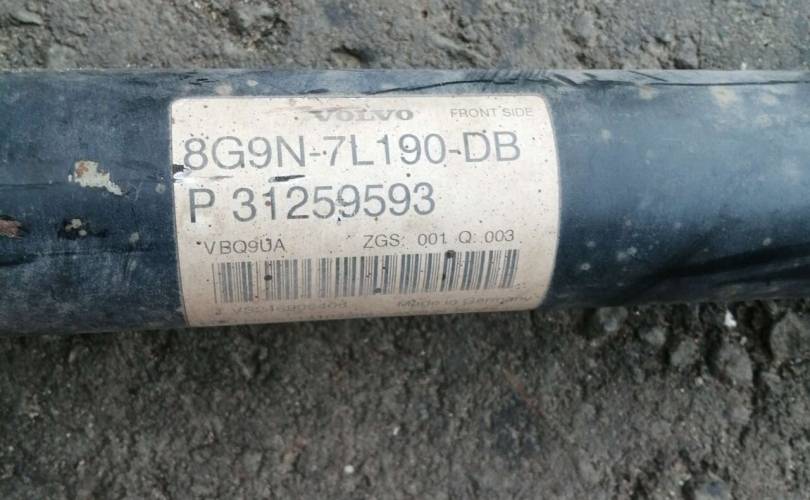 VOLVO FRONT SIDE
8G9N-7L190-DB
P 31259593
VBQ9UA ZGS: 001 Q: 003
Made in Germany